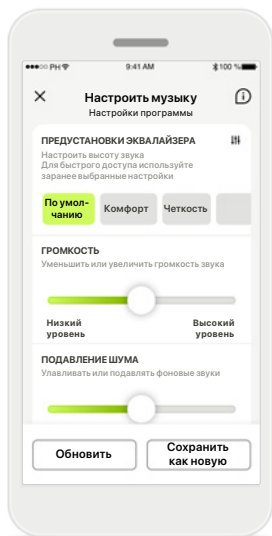 PH 9:41 AM 100 %
Настроить музыку
Настройки программы
ПРЕДУСТАНОВКИ ЭКВАЛАЙЗЕРА
Настроить высоту звука
Для быстрого доступа используйте
заранее выбранные настройки
По умол-
чанию
Комфорт
Четкость
ГРОМКОСТЬ
Уменьшить или увеличить громкость звука
Низкий
уровень
Высокий
уровень
ПОДАВЛЕНИЕ ШУМА
Улавливать или подавлять фоновые звуки
Обновить
Сохранить
как новую